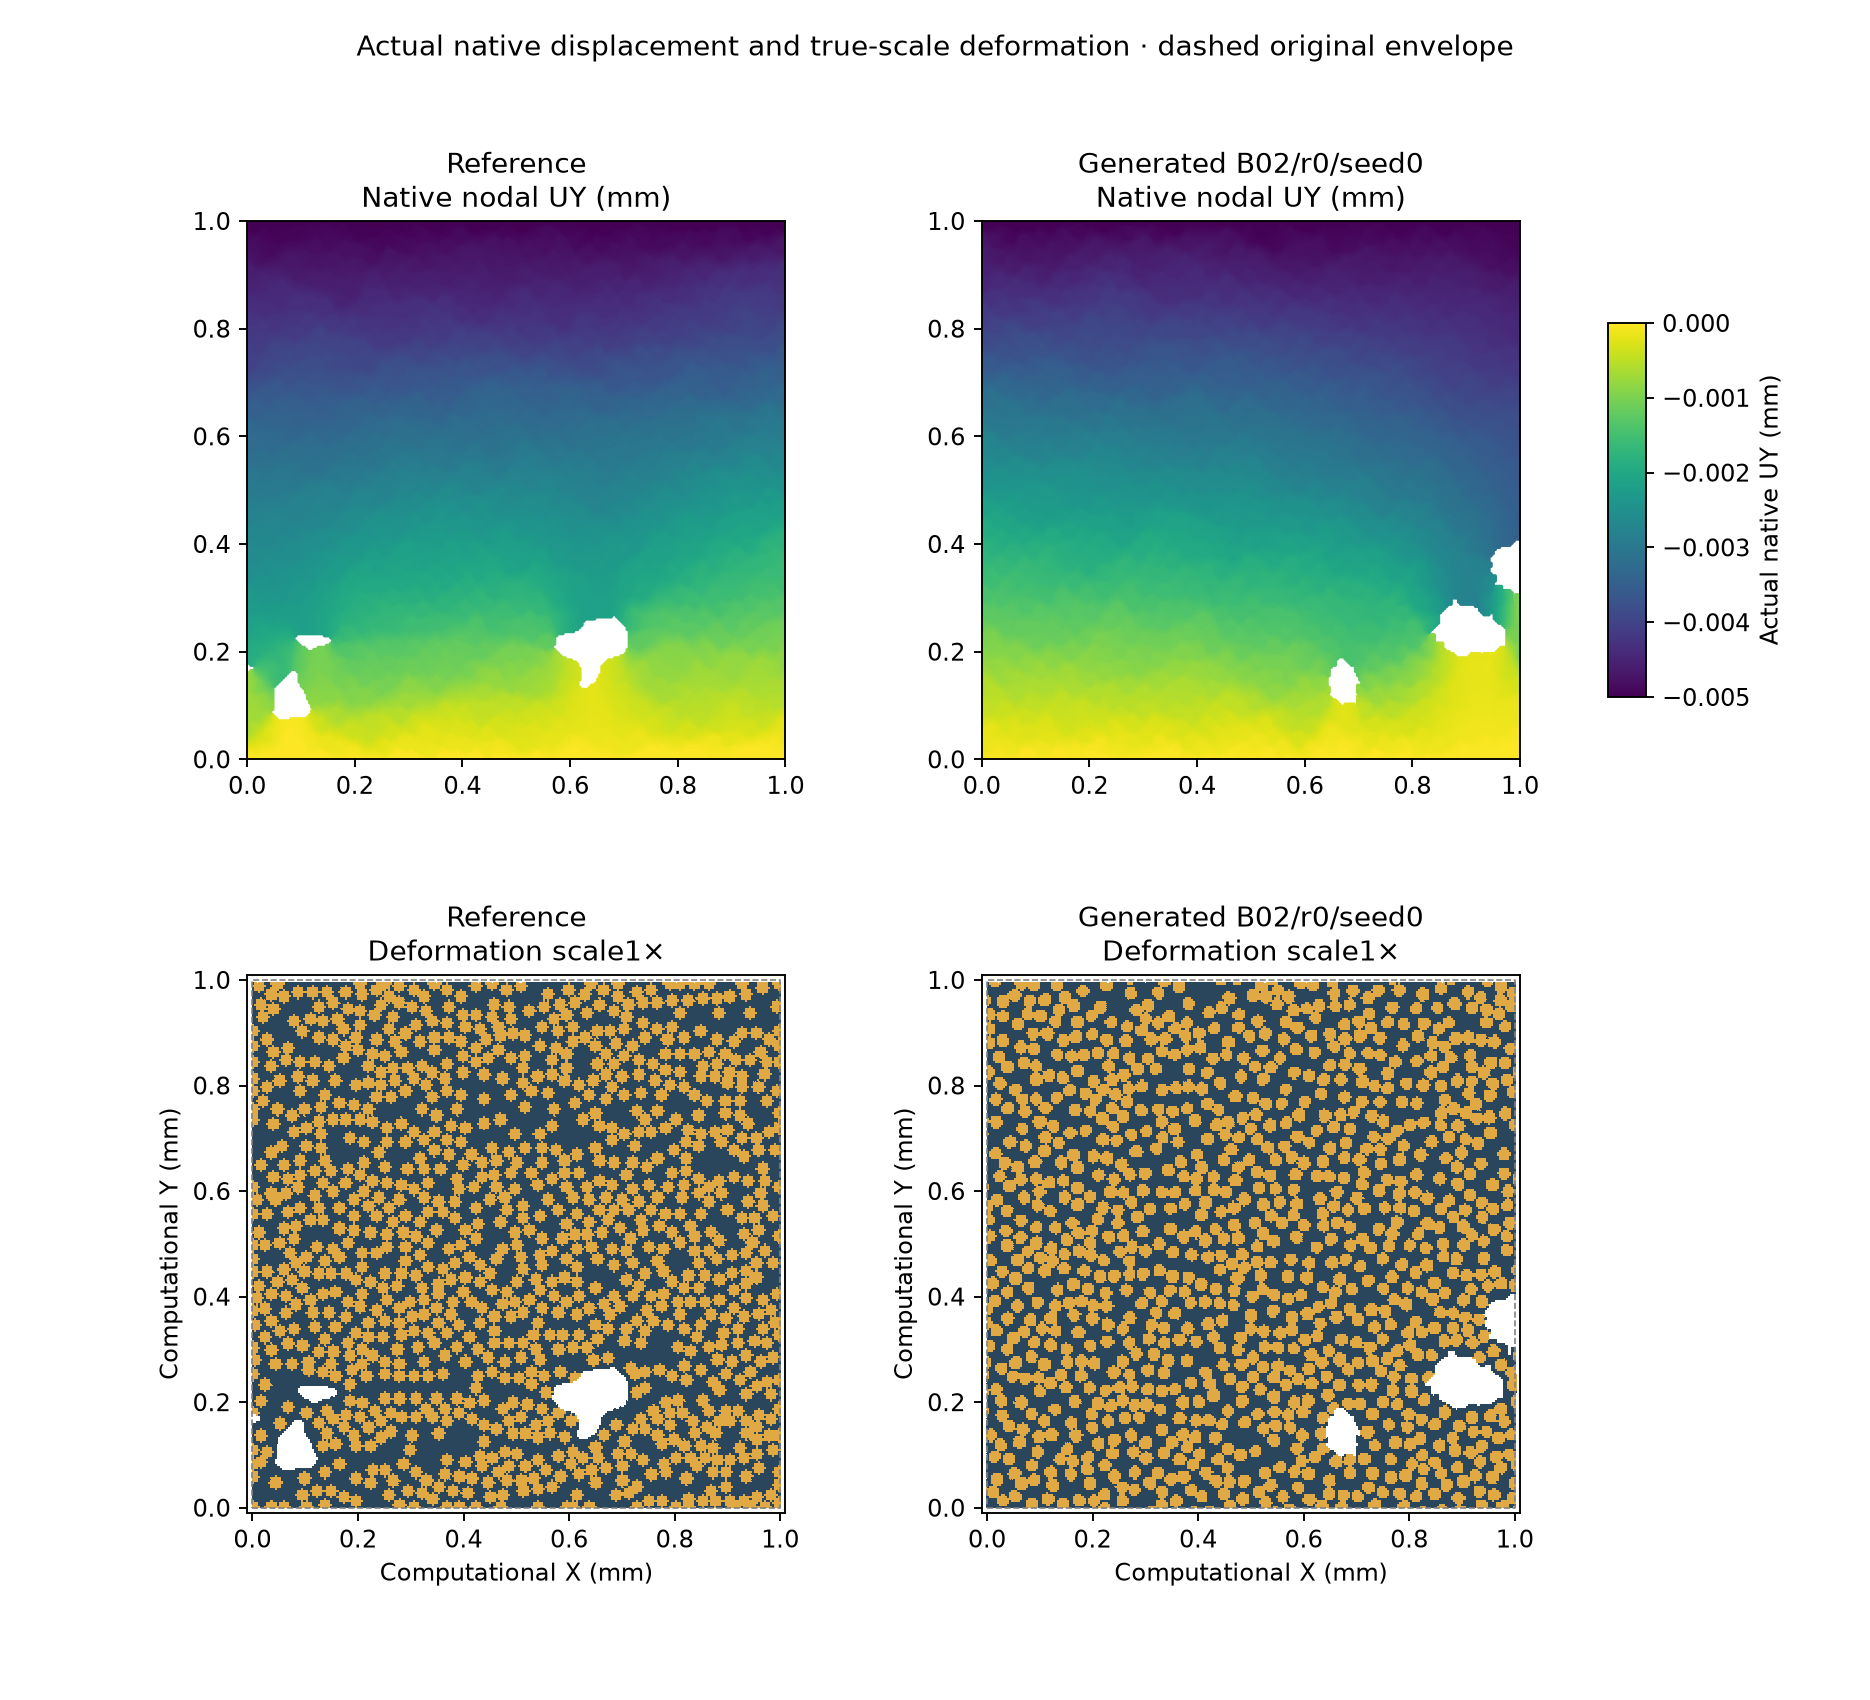 Actual native displacement and true-scale deformation · dashed original envelope
Reference
Native nodal UY (mm)
1.0
0.8
0.6
0.4
0.2
0.0
0.0 0.2 0.4 0.6 0.8 1.0
Generated B02/r0/seed0
Native nodal UY (mm)
1.0
0.8
0.6
0.4
0.2
0.0
0.0 0.2 0.4 0.6 0.8 1.0
0.000
−0.001
−0.002
−0.003
−0.004
−0.005
Actual native UY (mm)
Reference
Deformation scale1×
Computational Y (mm)
1.0
0.8
0.6
0.4
0.2
0.0
0.0 0.2 0.4 0.6 0.8 1.0
Computational X (mm)
Generated B02/r0/seed0
Deformation scale1×
Computational Y (mm)
1.0
0.8
0.6
0.4
0.2
0.0
0.0 0.2 0.4 0.6 0.8 1.0
Computational X (mm)